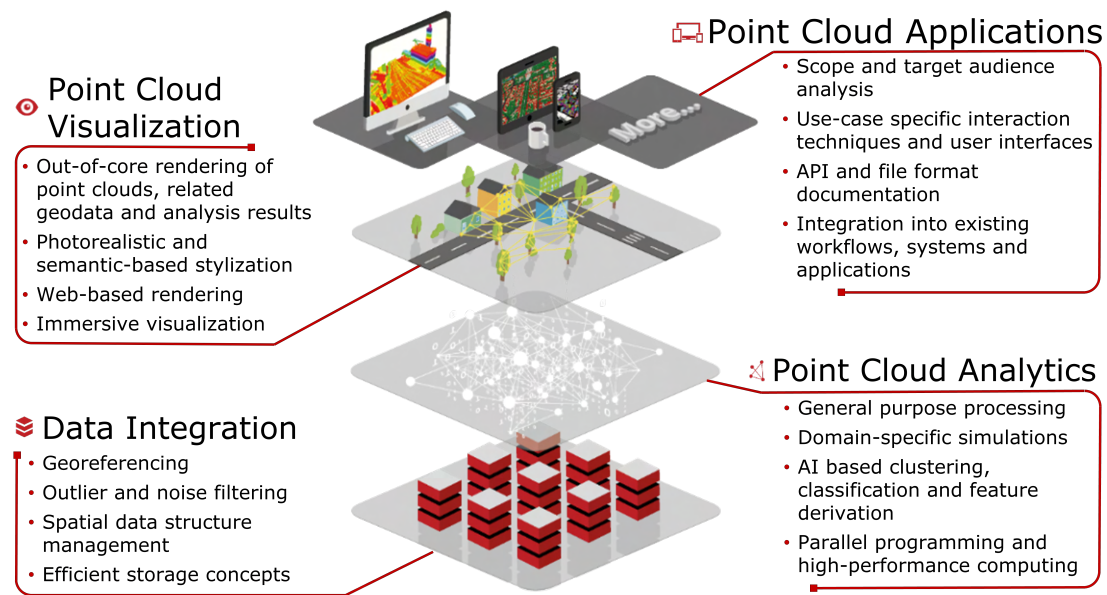 Point Cloud Applications
• Scope and target audience
analysis
• Use-case specific interaction
techniques and user interfaces
• API and file format
documentation
• Integration into existing
workflows, systems and
applications
More...
Point Cloud
Visualization
• Out-of-core rendering of
point clouds, related
geodata and analysis results
• Photorealistic and
semantic-based stylization
• Web-based rendering
• Immersive visualization
Point Cloud Analytics
• General purpose processing
• Domain-specific simulations
• AI based clustering,
classification and feature
derivation
• Parallel programming and
high-performance computing
Data Integration
• Georeferencing
• Outlier and noise filtering
• Spatial data structure
management
• Efficient storage concepts